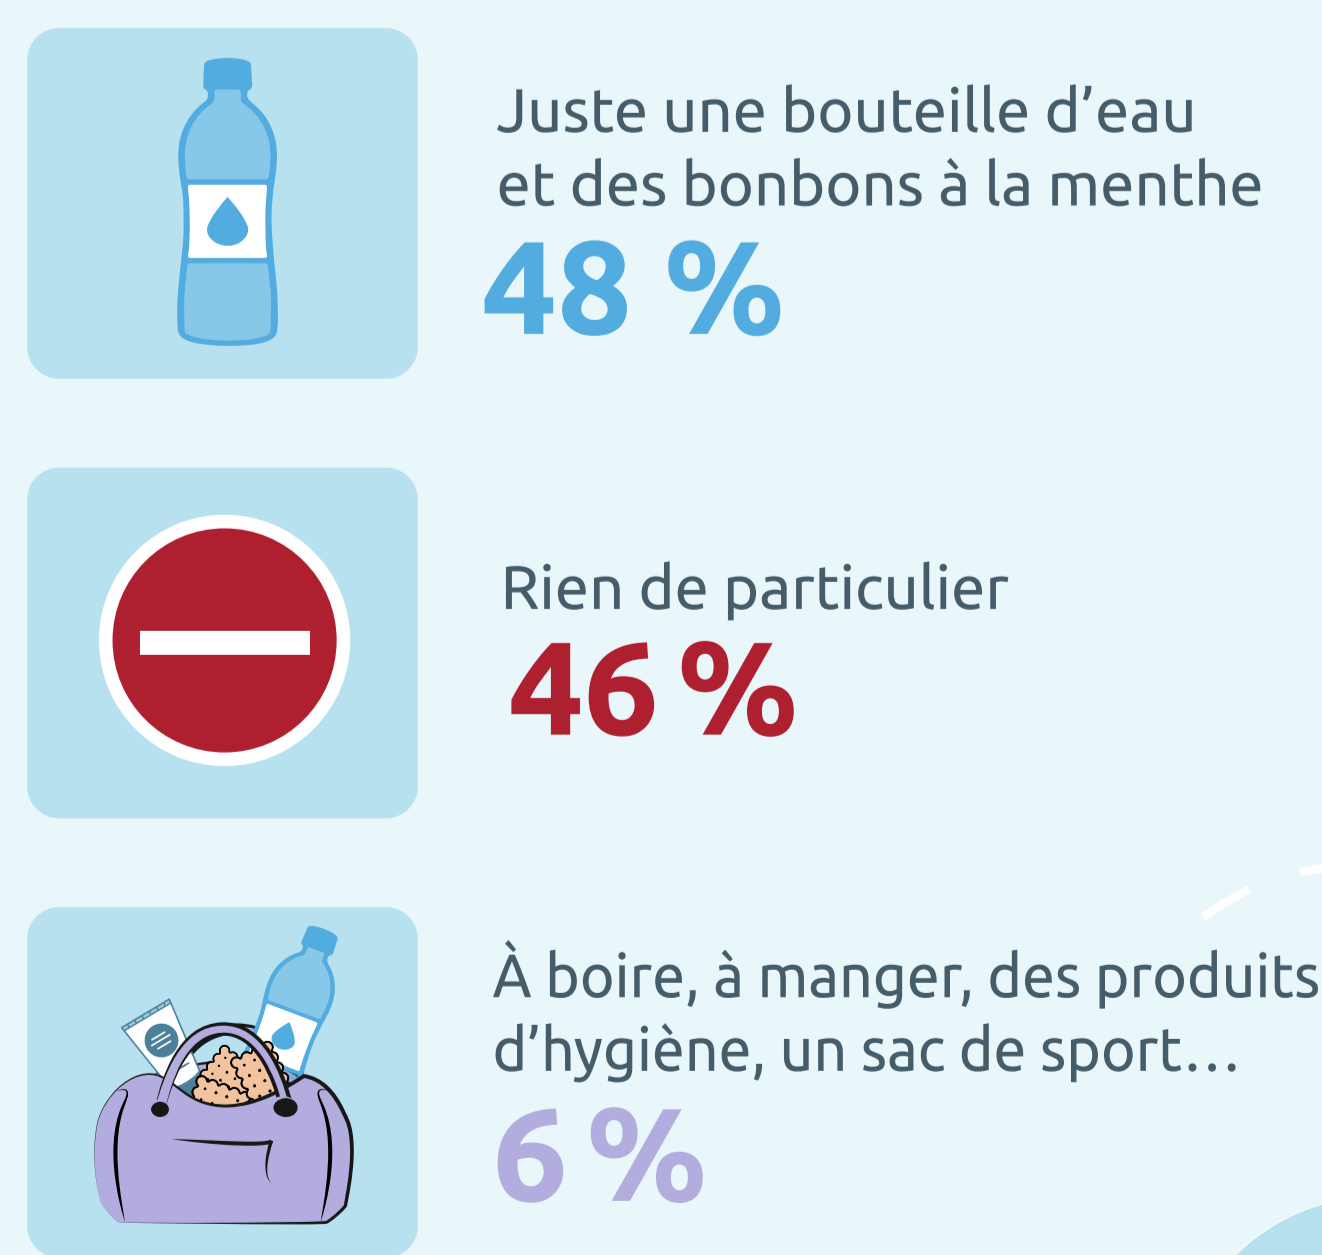 Juste une bouteille d’eau
et des bonbons à la menthe
48 %
Rien de particulier
46 %
À boire, à manger, des produits
d’hygiène, un sac de sport…
6 %